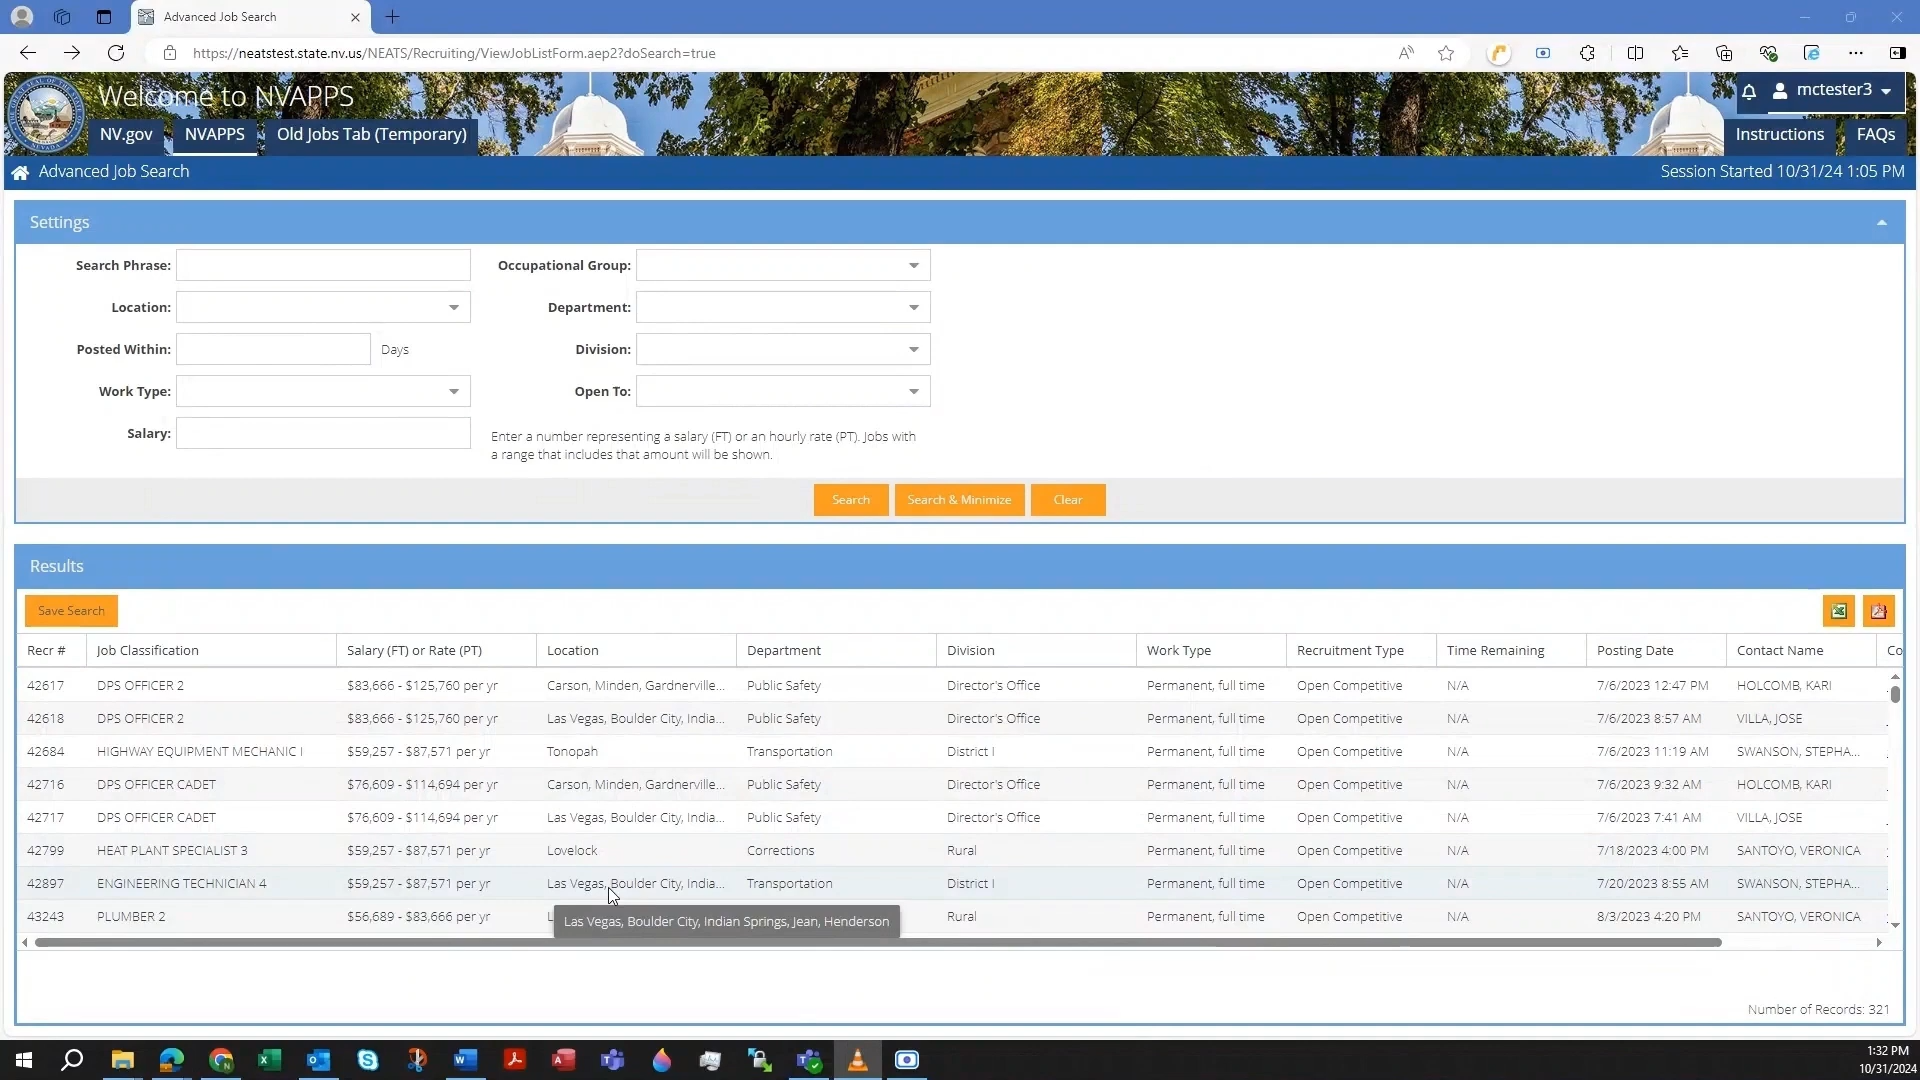 Advanced Job Search
https://neatstest.state.nv.us/NEATS/Recruiting/ViewJobListForm.aep2?doSearch=true
Welcome to NVAPPS
mctester3
NV.gov NVAPPS Old Jobs Tab (Temporary) Instructions FAQs
Advanced Job Search Session Started 10/31/24 1:05 PM
Settings
Search Phrase: Occupational Group:
Location: Department:
Posted Within: Days Division:
Work Type: Open To:
Salary: Enter a number representing a salary (FT) or an hourly rate (PT). Jobs with
a range that includes that amount will be shown.
Search Search & Minimize Clear
Results
Save Search
Recr # Job Classification Salary (FT) or Rate (PT) Location Department Division Work Type Recruitment Type Time Remaining Posting Date Contact Name Co
42617 DPS OFFICER 2 $83,666 - $125,760 per yr Carson, Minden, Gardnerville... Public Safety Director's Office Permanent, full time Open Competitive N/A 7/6/2023 12:47 PM HOLCOMB, KARI
42618 DPS OFFICER 2 $83,666 - $125,760 per yr Las Vegas, Boulder City, India... Public Safety Director's Office Permanent, full time Open Competitive N/A 7/6/2023 8:57 AM VILLA, JOSE
42684 HIGHWAY EQUIPMENT MECHANIC I $59,257 - $87,571 per yr Tonopah Transportation District I Permanent, full time Open Competitive N/A 7/6/2023 11:19 AM SWANSON, STEPHA...
42716 DPS OFFICER CADET $76,609 - $114,694 per yr Carson, Minden, Gardnerville... Public Safety Director's Office Permanent, full time Open Competitive N/A 7/6/2023 9:32 AM HOLCOMB, KARI
42717 DPS OFFICER CADET $76,609 - $114,694 per yr Las Vegas, Boulder City, India... Public Safety Director's Office Permanent, full time Open Competitive N/A 7/6/2023 7:41 AM VILLA, JOSE
42799 HEAT PLANT SPECIALIST 3 $59,257 - $87,571 per yr Lovelock Corrections Rural Permanent, full time Open Competitive N/A 7/18/2023 4:00 PM SANTOYO, VERONICA
42897 ENGINEERING TECHNICIAN 4 $59,257 - $87,571 per yr Las Vegas, Boulder City, India... Transportation District I Permanent, full time Open Competitive N/A 7/20/2023 8:55 AM SWANSON, STEPHA...
43243 PLUMBER 2 $56,689 - $83,666 per yr L Rural Permanent, full time Open Competitive N/A 8/3/2023 4:20 PM SANTOYO, VERONICA
Las Vegas, Boulder City, Indian Springs, Jean, Henderson
Number of Records: 321
1:32 PM
10/31/2024